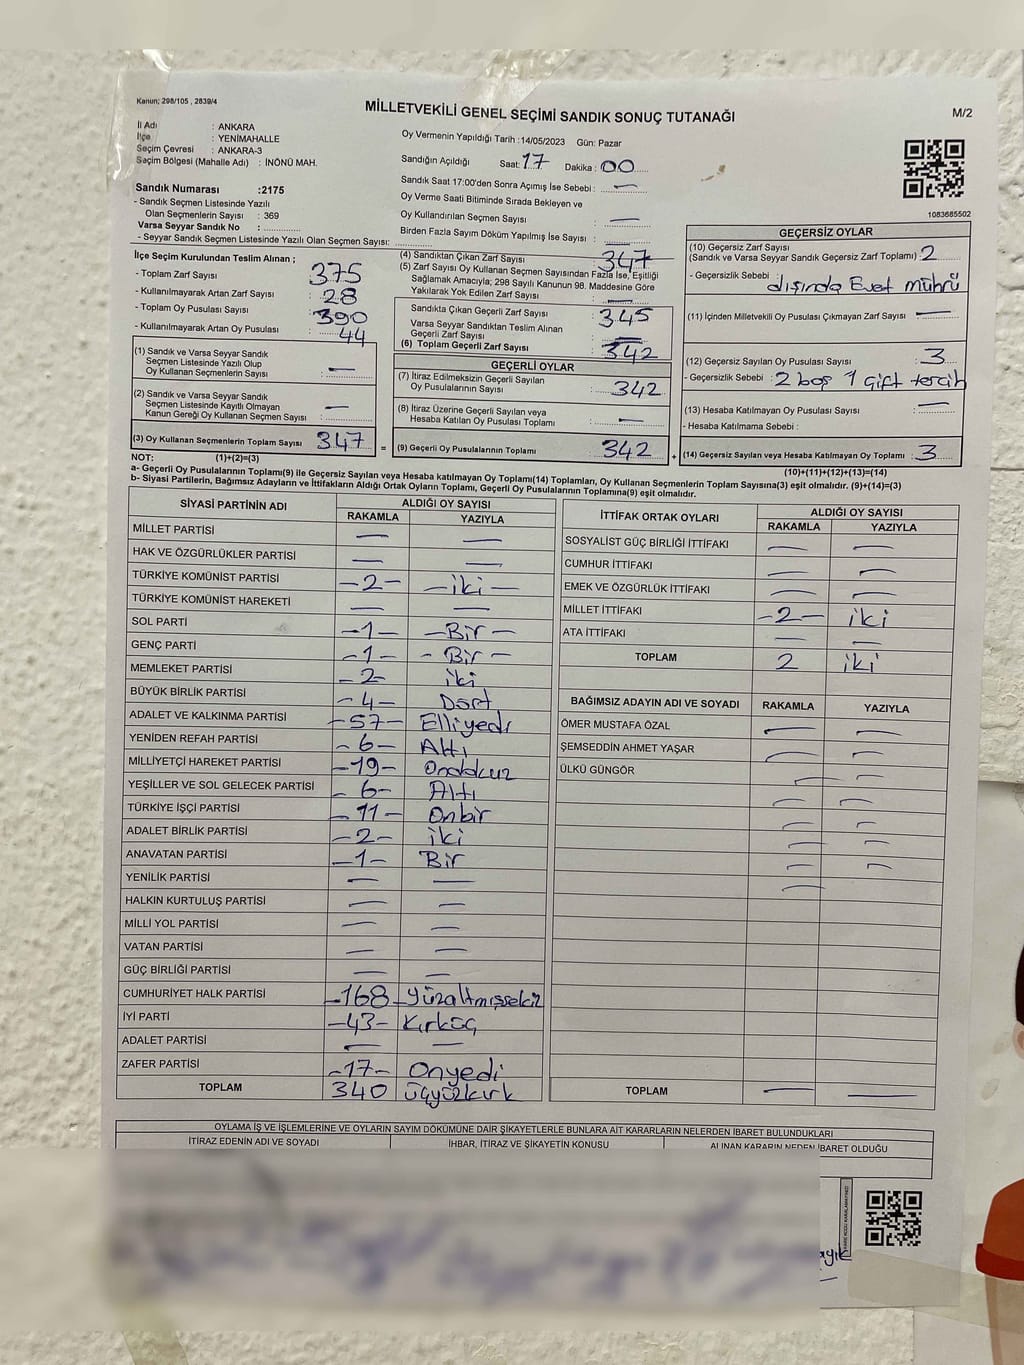 Kanun; 298/105 , 2839/4
MİLLETVEKİLİ GENEL SEÇİMİ SANDIK SONUÇ TUTANAĞI
M/2
İl Adı : ANKARA
İlçe : YENİMAHALLE
Seçim Çevresi : ANKARA-3
Seçim Bölgesi (Mahalle Adı) : İNÖNÜ MAH.
Sandık Numarası :2175
- Sandık Seçmen Listesinde Yazılı
Olan Seçmenlerin Sayısı : 369
Varsa Seyyar Sandık No :
- Seyyar Sandık Seçmen Listesinde Yazılı Olan Seçmen Sayısı:
Oy Vermenin Yapıldığı Tarih :14/05/2023 Gün: Pazar
Sandığın Açıldığı Saat: 17 Dakika : 00
Sandık Saat 17:00'den Sonra Açımış İse Sebebi : —
Oy Verme Saati Bitiminde Sırada Bekleyen ve
Oy Kullandırılan Seçmen Sayısı : —
Birden Fazla Sayım Döküm Yapılmış İse Sayısı : —
1083685502
İlçe Seçim Kurulundan Teslim Alınan ;
- Toplam Zarf Sayısı : 375
- Kullanılmayarak Artan Zarf Sayısı : 28
- Toplam Oy Pusulası Sayısı : 390
- Kullanılmayarak Artan Oy Pusulası : 44
(1) Sandık ve Varsa Seyyar Sandık
Seçmen Listesinde Yazılı Olup
Oy Kullanan Seçmenlerin Sayısı : —
(2) Sandık ve Varsa Seyyar Sandık
Seçmen Listesinde Kayıtlı Olmayan
Kanun Gereği Oy Kullanan Seçmen Sayısı : —
(3) Oy Kullanan Seçmenlerin Toplam Sayısı : 347
(4) Sandıktan Çıkan Zarf Sayısı : 347
(5) Zarf Sayısı Oy Kullanan Seçmen Sayısından Fazla İse, Eşitliği
Sağlamak Amacıyla; 298 Sayılı Kanunun 98. Maddesine Göre
Yakılarak Yok Edilen Zarf Sayısı : —
Sandıkta Çıkan Geçerli Zarf Sayısı : 345
Varsa Seyyar Sandıktan Teslim Alınan
Geçerli Zarf Sayısı : —
(6) Toplam Geçerli Zarf Sayısı : 342
GEÇERLİ OYLAR
(7) İtiraz Edilmeksizin Geçerli Sayılan
Oy Pusulalarının Sayısı : 342
(8) İtiraz Üzerine Geçerli Sayılan veya
Hesaba Katılan Oy Pusulası Toplamı : —
= (9) Geçerli Oy Pusulalarının Toplamı : 342
GEÇERSİZ OYLAR
(10) Geçersiz Zarf Sayısı
(Sandık ve Varsa Seyyar Sandık Geçersiz Zarf Toplamı) : 2
- Geçersizlik Sebebi : dışında Evet mührü
(11) İçinden Milletvekili Oy Pusulası Çıkmayan Zarf Sayısı : —
(12) Geçersiz Sayılan Oy Pusulası Sayısı : 3
- Geçersizlik Sebebi : 2 boş 1 Çift tercih
(13) Hesaba Katılmayan Oy Pusulası Sayısı : —
- Hesaba Katılmama Sebebi :
+ (14) Geçersiz Sayılan veya Hesaba Katılmayan Oy Toplamı : 3
NOT: (1)+(2)=(3) (10)+(11)+(12)+(13)=(14)
a- Geçerli Oy Pusulalarının Toplamı(9) ile Geçersiz Sayılan veya Hesaba katılmayan Oy Toplamı(14) Toplamları, Oy Kullanan Seçmenlerin Toplam Sayısına(3) eşit olmalıdır. (9)+(14)=(3)
b- Siyasi Partilerin, Bağımsız Adayların ve İttifakların Aldığı Ortak Oyların Toplamı, Geçerli Oy Pusulalarının Toplamına(9) eşit olmalıdır.
SİYASİ PARTİNİN ADI ALDIĞI OY SAYISI
RAKAMLA YAZIYLA
MİLLET PARTİSİ — —
HAK VE ÖZGÜRLÜKLER PARTİSİ — —
TÜRKİYE KOMÜNİST PARTİSİ -2- -iki-
TÜRKİYE KOMÜNİST HAREKETİ — —
SOL PARTİ -1- -Bir-
GENÇ PARTİ -1- -Bir-
MEMLEKET PARTİSİ -2- iki
BÜYÜK BİRLİK PARTİSİ -4- Dört
ADALET VE KALKINMA PARTİSİ -57- Elliyedi
YENİDEN REFAH PARTİSİ -6- Altı
MİLLİYETÇİ HAREKET PARTİSİ -19- Ondokuz
YEŞİLLER VE SOL GELECEK PARTİSİ -6- Altı
TÜRKİYE İŞÇİ PARTİSİ -11- Onbir
ADALET BİRLİK PARTİSİ -2- iki
ANAVATAN PARTİSİ -1- Bir
YENİLİK PARTİSİ — —
HALKIN KURTULUŞ PARTİSİ — —
MİLLİ YOL PARTİSİ — —
VATAN PARTİSİ — —
GÜÇ BİRLİĞİ PARTİSİ — —
CUMHURİYET HALK PARTİSİ -168- Yüzaltmışsekiz
İYİ PARTİ -43- Kırküç
ADALET PARTİSİ — —
ZAFER PARTİSİ -17- Onyedi
TOPLAM 340 üçyüzkırk
İTTİFAK ORTAK OYLARI ALDIĞI OY SAYISI
RAKAMLA YAZIYLA
SOSYALİST GÜÇ BİRLİĞİ İTTİFAKI — —
CUMHUR İTTİFAKI — —
EMEK VE ÖZGÜRLÜK İTTİFAKI — —
MİLLET İTTİFAKI -2- iki
ATA İTTİFAKI — —
TOPLAM 2 iki
BAĞIMSIZ ADAYIN ADI VE SOYADI RAKAMLA YAZIYLA
ÖMER MUSTAFA ÖZAL — —
ŞEMSEDDİN AHMET YAŞAR — —
ÜLKÜ GÜNGÖR — —
TOPLAM — —
OYLAMA İŞ VE İŞLEMLERİNE VE OYLARIN SAYIM DÖKÜMÜNE DAİR ŞİKAYETLERLE BUNLARA AİT KARARLARIN NELERDEN İBARET BULUNDUKLARI
İTİRAZ EDENİN ADI VE SOYADI İHBAR, İTİRAZ VE ŞİKAYETİN KONUSU ALINAN KARARIN NEDEN İBARET OLDUĞU